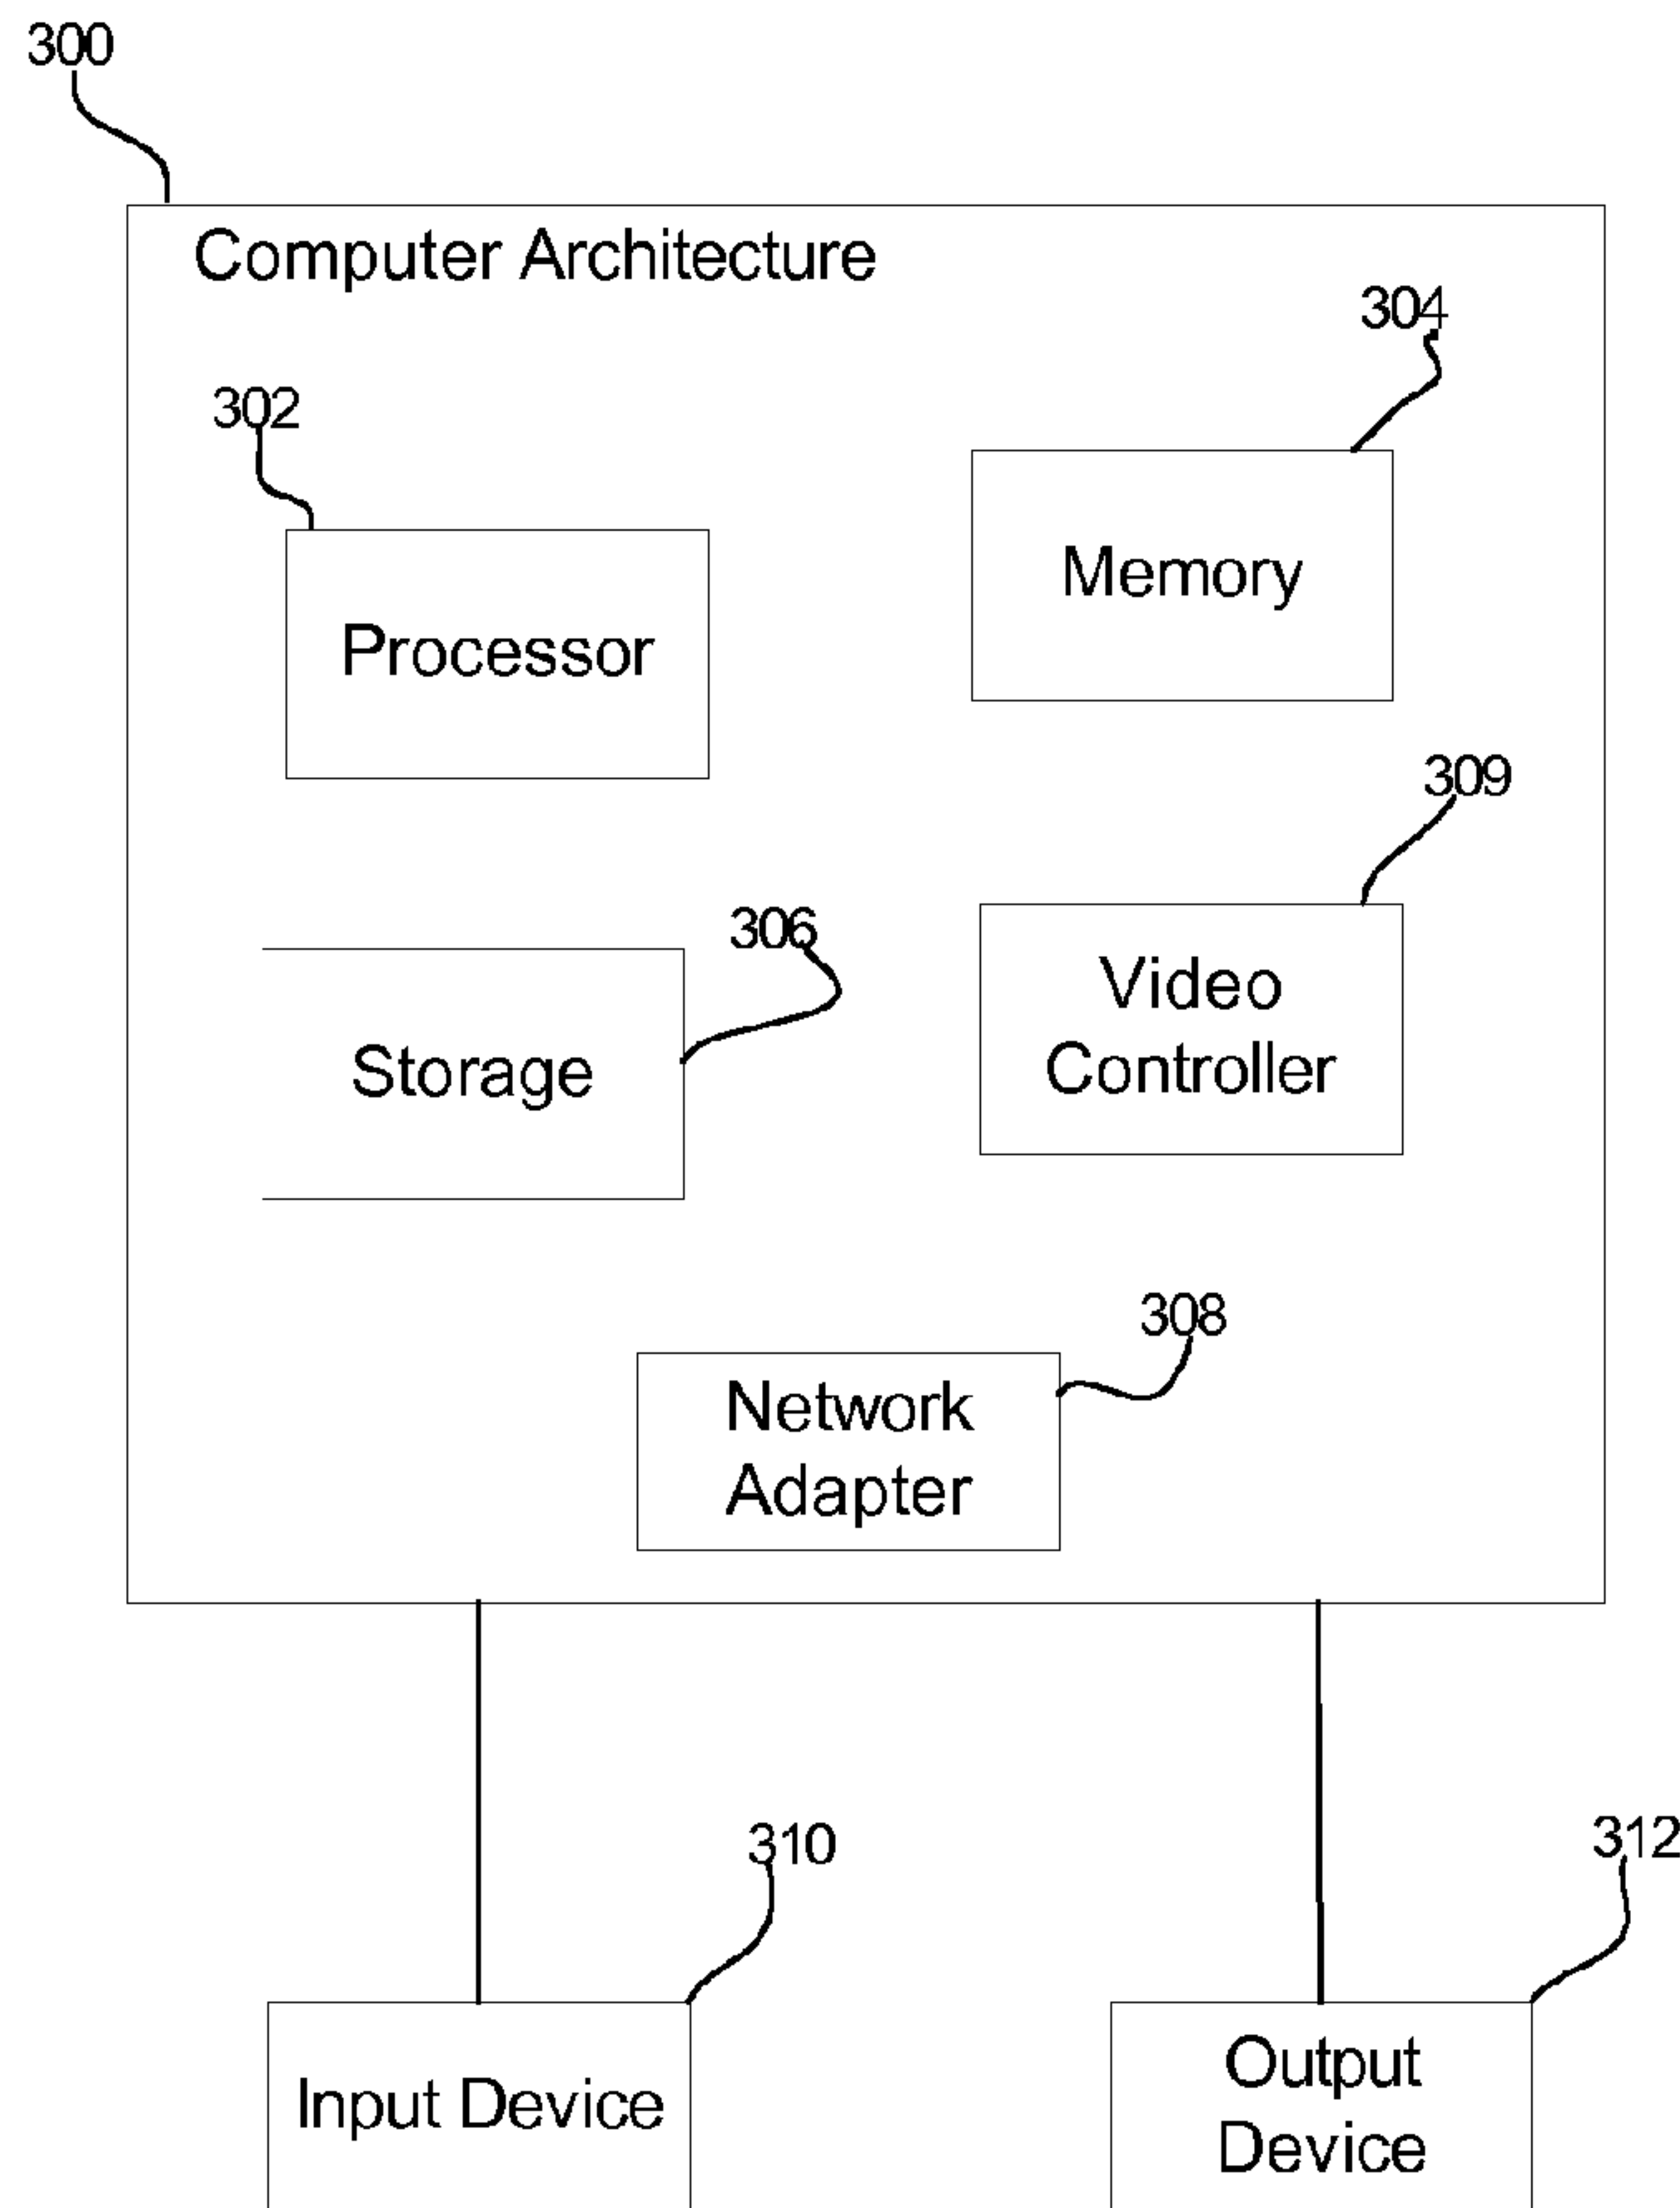 300
Computer Architecture
304
302
Memory
Processor
309
306
Video
Controller
Storage
308
Network
Adapter
310
312
Input Device
Output
Device